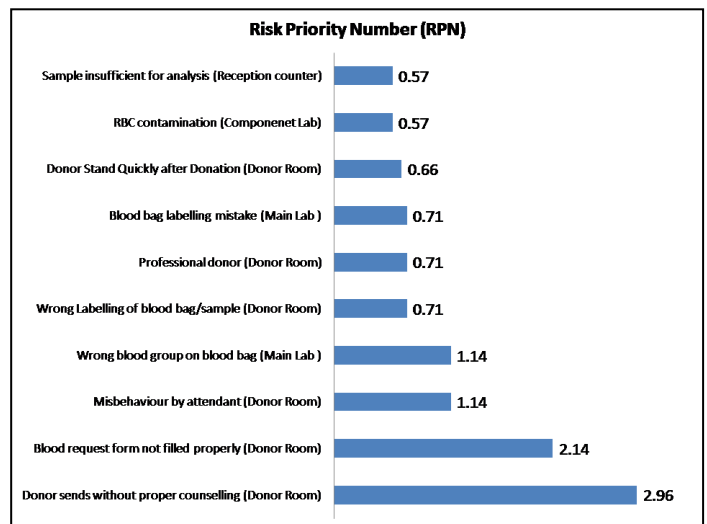 Risk Priority Number (RPN)
Sample insufficient for analysis (Reception counter) 0.57
RBC contamination (Componenet Lab) 0.57
Donor Stand Quickly after Donation (Donor Room) 0.66
Blood bag labelling mistake (Main Lab ) 0.71
Professional donor (Donor Room) 0.71
Wrong Labelling of blood bag/sample (Donor Room) 0.71
Wrong blood group on blood bag (Main Lab ) 1.14
Misbehaviour by attendant (Donor Room) 1.14
Blood request form not filled properly (Donor Room) 2.14
Donor sends without proper counselling (Donor Room) 2.96